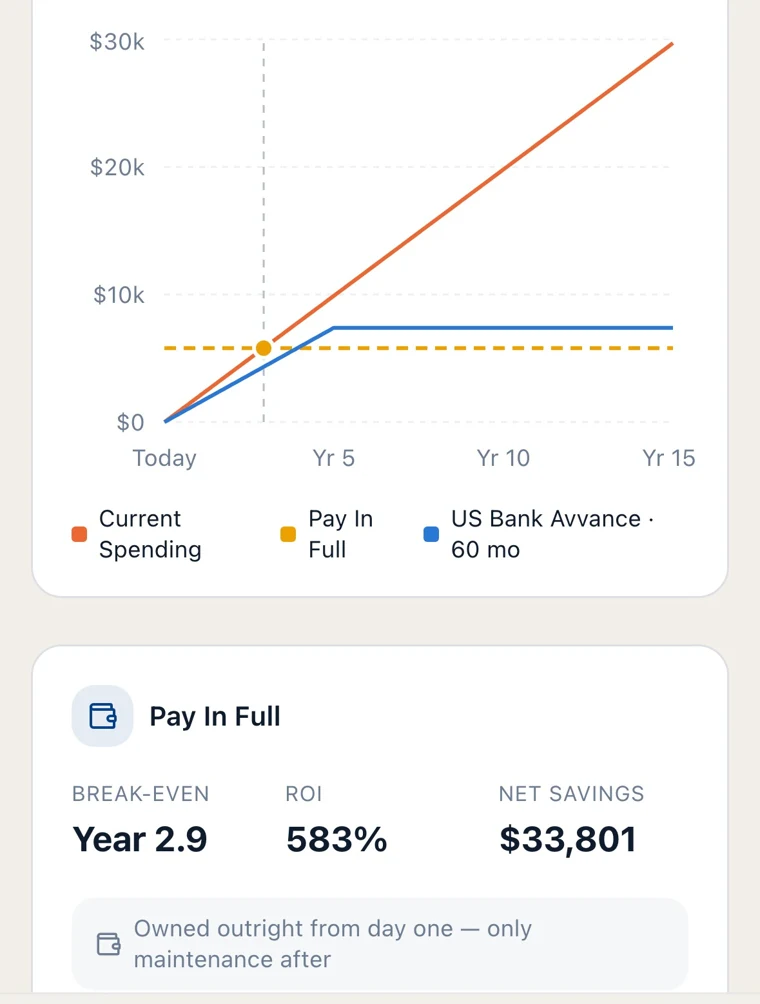 $30k
$20k
$10k
$0
Today Yr 5 Yr 10 Yr 15
Current
Spending
Pay In
Full
US Bank Avvance ·
60 mo
Pay In Full
BREAK-EVEN ROI NET SAVINGS
Year 2.9 583% $33,801
Owned outright from day one — only
maintenance after